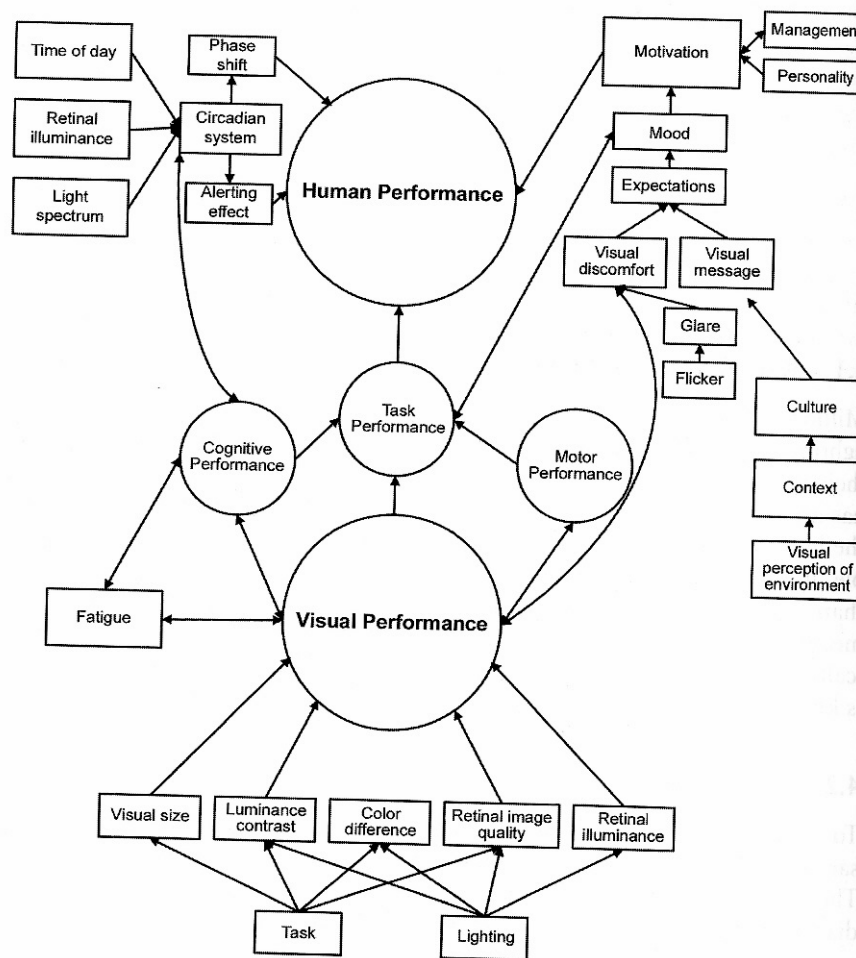 Time of day
Phase
shift
Motivation
Management
Personality
Retinal
illuminance
Circadian
system
Mood
Light
spectrum
Alerting
effect
Human Performance
Expectations
Visual
discomfort
Visual
message
Glare
Flicker
Culture
Context
Visual
perception of
environment
Cognitive
Performance
Task
Performance
Motor
Performance
Fatigue
Visual Performance
Visual size
Luminance
contrast
Color
difference
Retinal image
quality
Retinal
illuminance
Task
Lighting